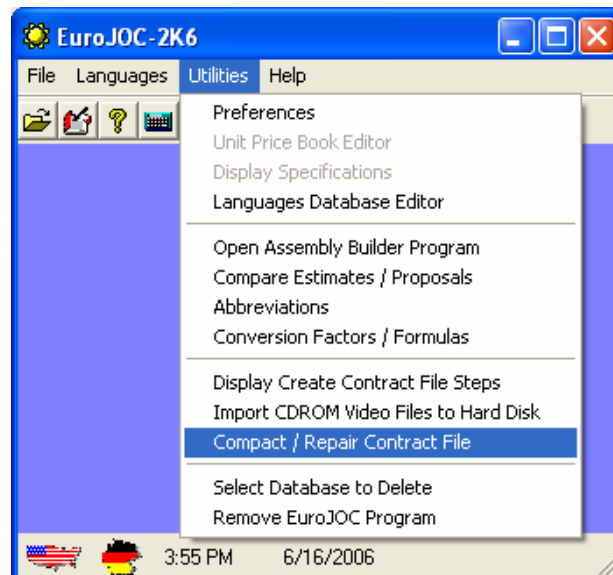 EuroJOC-2K6
File Languages Utilities Help
Preferences
Unit Price Book Editor
Display Specifications
Languages Database Editor
Open Assembly Builder Program
Compare Estimates / Proposals
Abbreviations
Conversion Factors / Formulas
Display Create Contract File Steps
Import CDROM Video Files to Hard Disk
Compact / Repair Contract File
Select Database to Delete
Remove EuroJOC Program
3:55 PM 6/16/2006